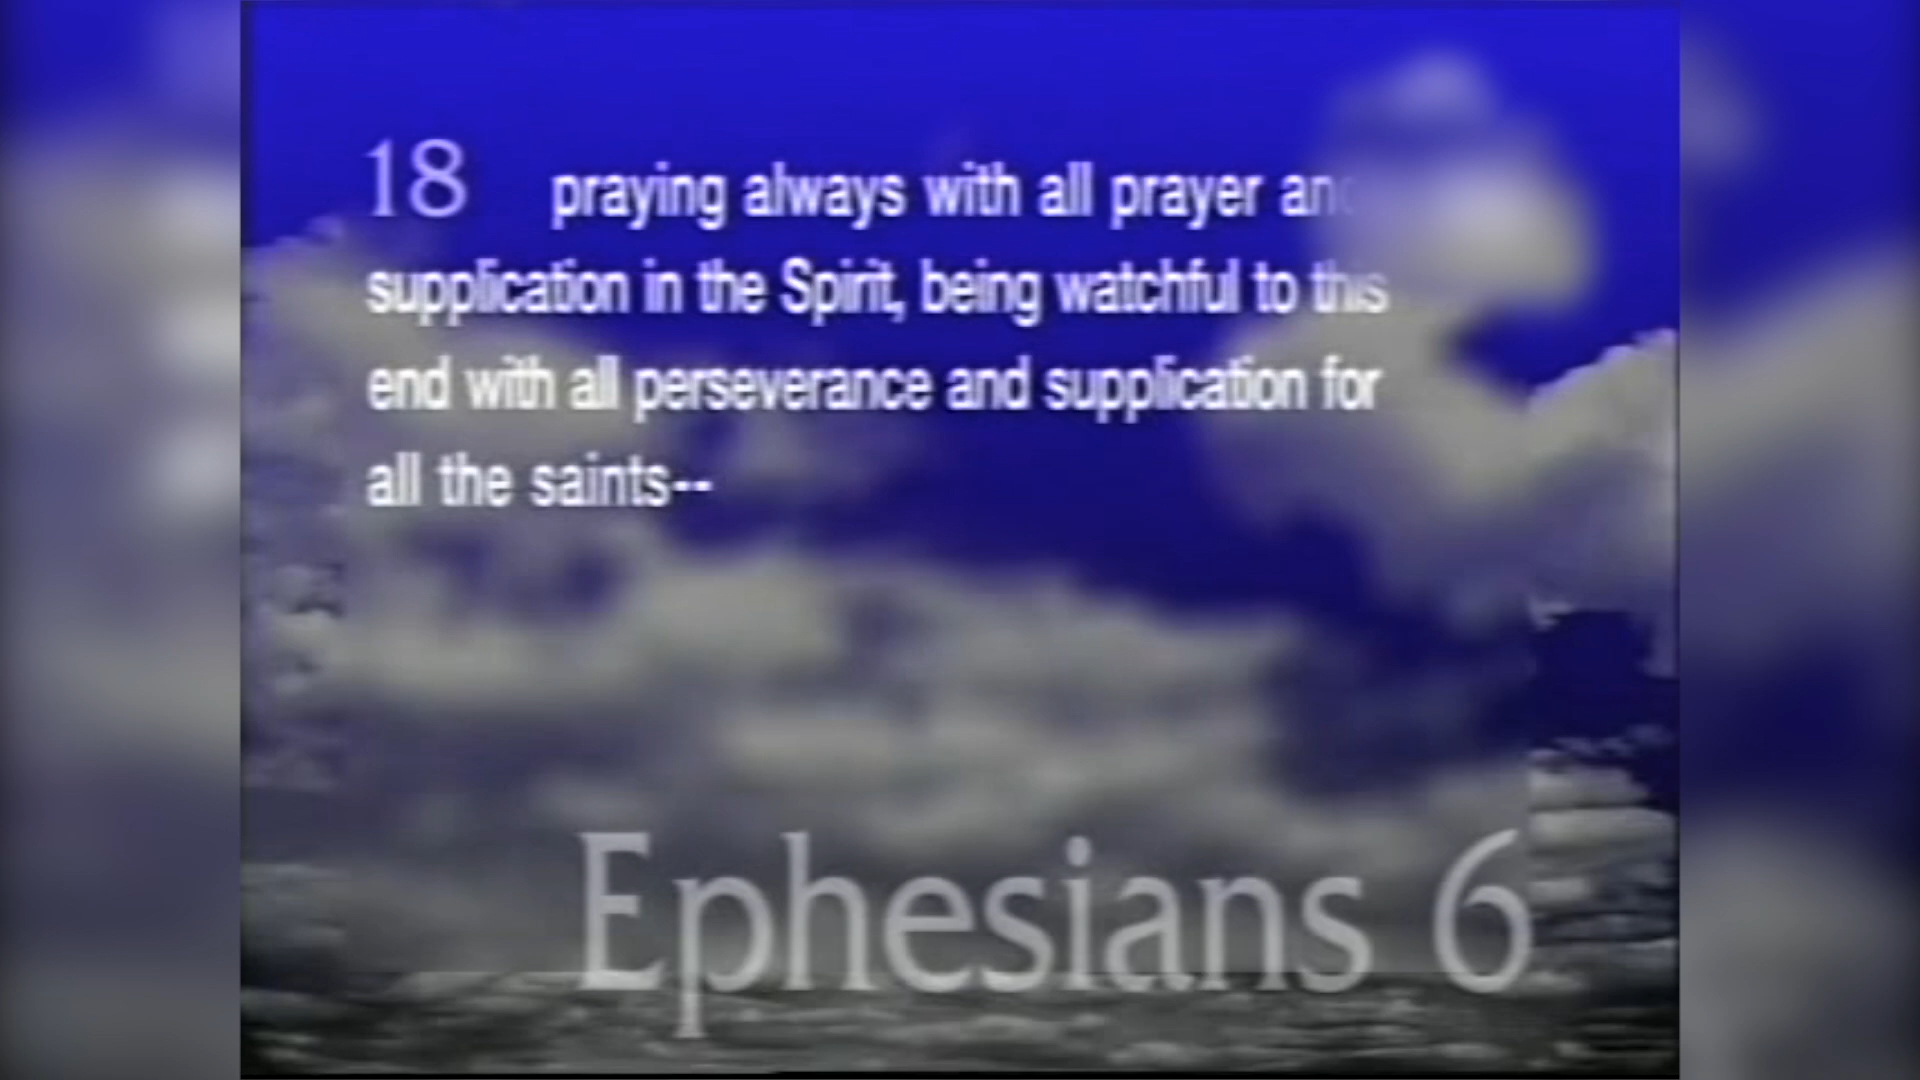 18 praying always with all prayer and
supplication in the Spirit, being watchful to this
end with all perseverance and supplication for
all the saints--
Ephesians 6